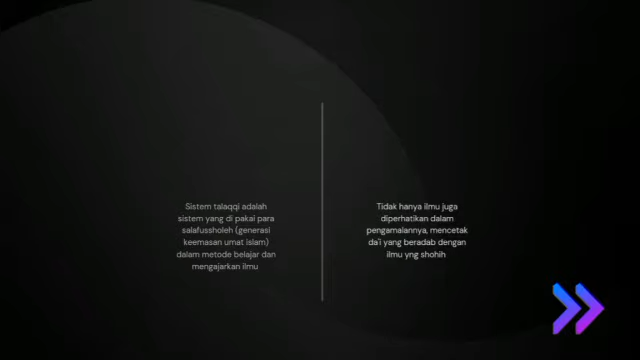 Sistem talaqqi adalah
sistem yang di pakai para
salafussholeh (generasi
keemasan umat islam)
dalam metode belajar dan
mengajarkan ilmu
Tidak hanya ilmu juga
diperhatikan dalam
pengamalannya, mencetak
da'i yang beradab dengan
ilmu yng shohih